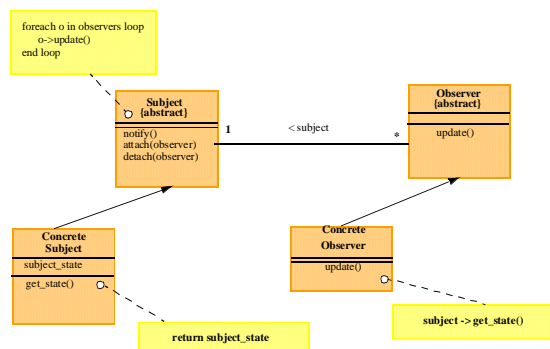 foreach o in observers loop
o->update()
end loop
Subject
{abstract}
notify()
attach(observer)
detach(observer)
1
< subject
*
Observer
{abstract}
update()
Concrete
Subject
subject_state
get_state()
Concrete
Observer
update()
return subject_state
subject -> get_state()